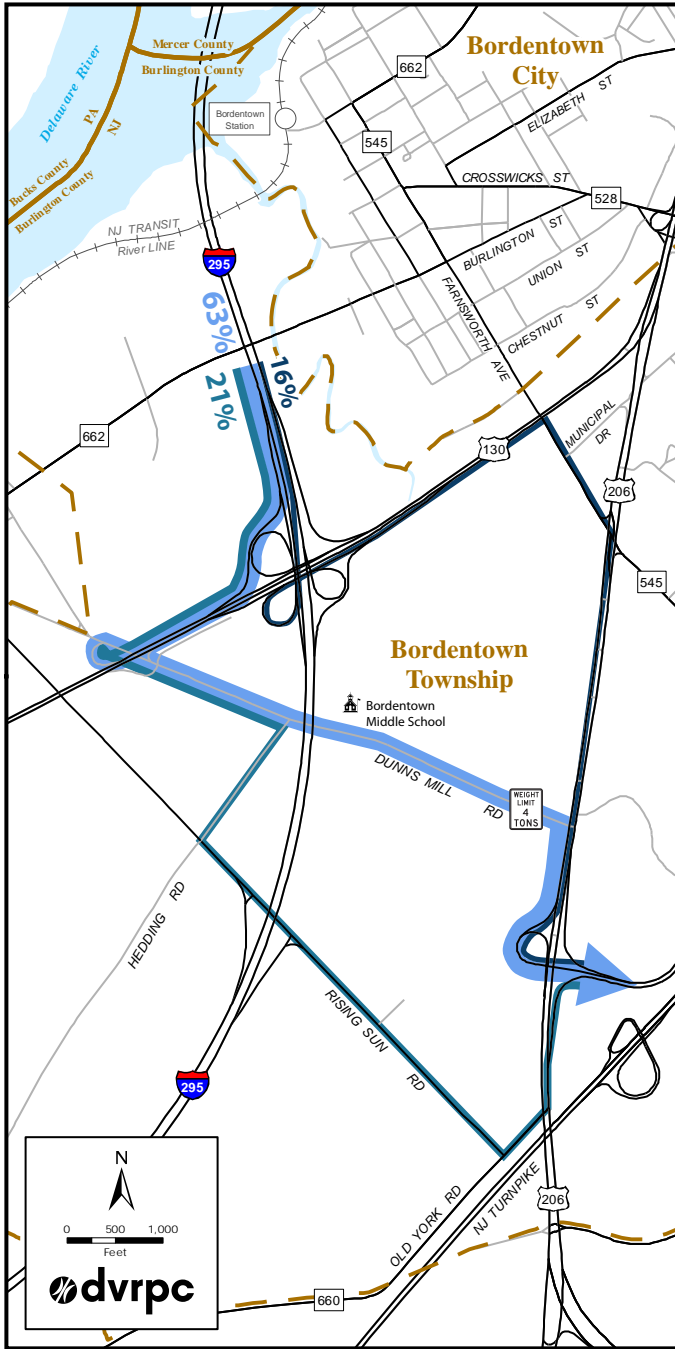 Mercer County
Burlington County
Bordentown
City
662
Delaware River
PA
NJ
Bordentown
Station
545
ELIZABETH ST
Bucks County
Burlington County
CROSSWICKS ST
528
NJ TRANSIT
River LINE
295
BURLINGTON ST
UNION ST
FARNSWORTH AVE
CHESTNUT ST
63%
16%
21%
662
130
MUNICIPAL
DR
206
545
Bordentown
Township
Bordentown
Middle School
DUNNS MILL RD
WEIGHT
LIMIT
4
TONS
HEDDING RD
RISING SUN RD
295
N
0 500 1,000
Feet
dvrpc
OLD YORK RD
NJ TURNPIKE
206
660